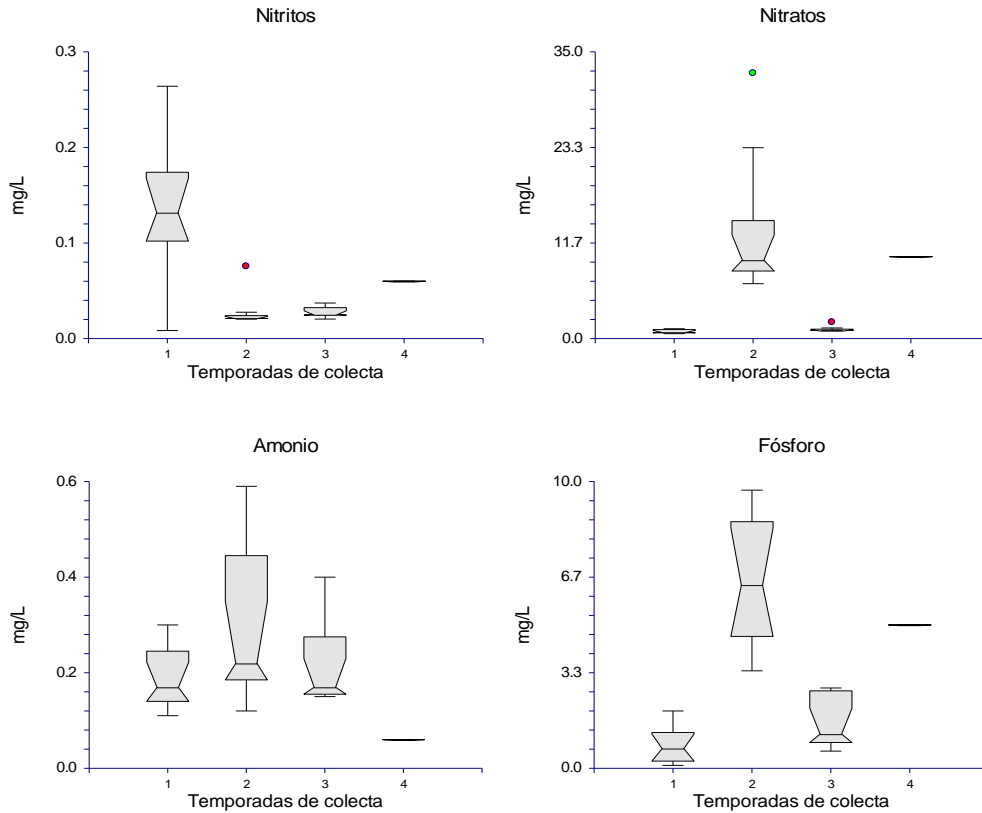 Nitritos
0.3
0.2
0.1
0.0
mg/L
1 2 3 4
Temporadas de colecta
Nitratos
35.0
23.3
11.7
0.0
mg/L
1 2 3 4
Temporadas de colecta
Amonio
0.6
0.4
0.2
0.0
mg/L
1 2 3 4
Temporadas de colecta
Fósforo
10.0
6.7
3.3
0.0
mg/L
1 2 3 4
Temporadas de colecta